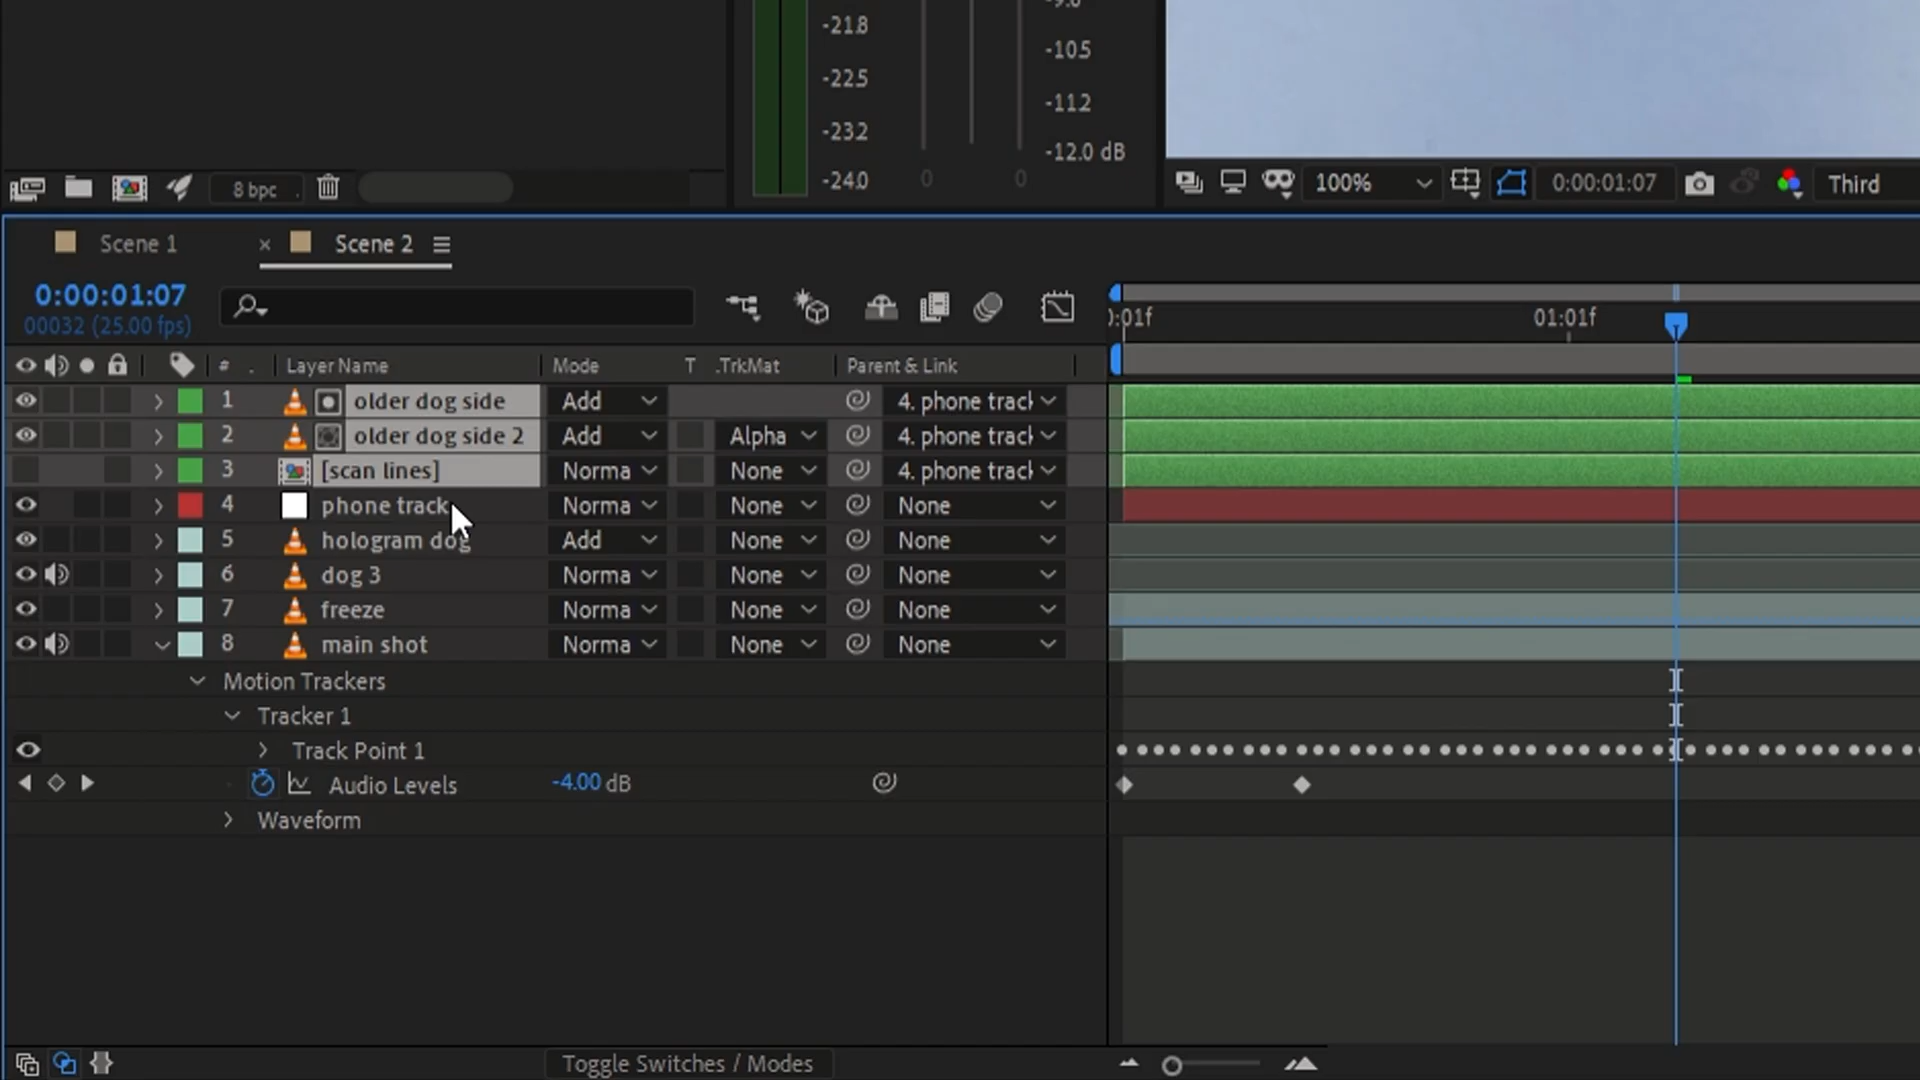 -9.6
-21.8
-10.5
-22.5
-11.2
-23.2
-12.0 dB
-24.0 0 0
8 bpc
100% 0:00:01:07 Third
Scene 1 × Scene 2
0:00:01:07
00032 (25.00 fps)
):01f 01:01f
# . Layer Name Mode T .TrkMat Parent & Link
1 older dog side Add 4. phone track
2 older dog side 2 Add Alpha 4. phone track
3 [scan lines] Norma None 4. phone track
4 phone track Norma None None
5 hologram dog Add None None
6 dog 3 Norma None None
7 freeze Norma None None
8 main shot Norma None None
Motion Trackers
Tracker 1
Track Point 1
Audio Levels -4.00 dB
Waveform
Toggle Switches / Modes